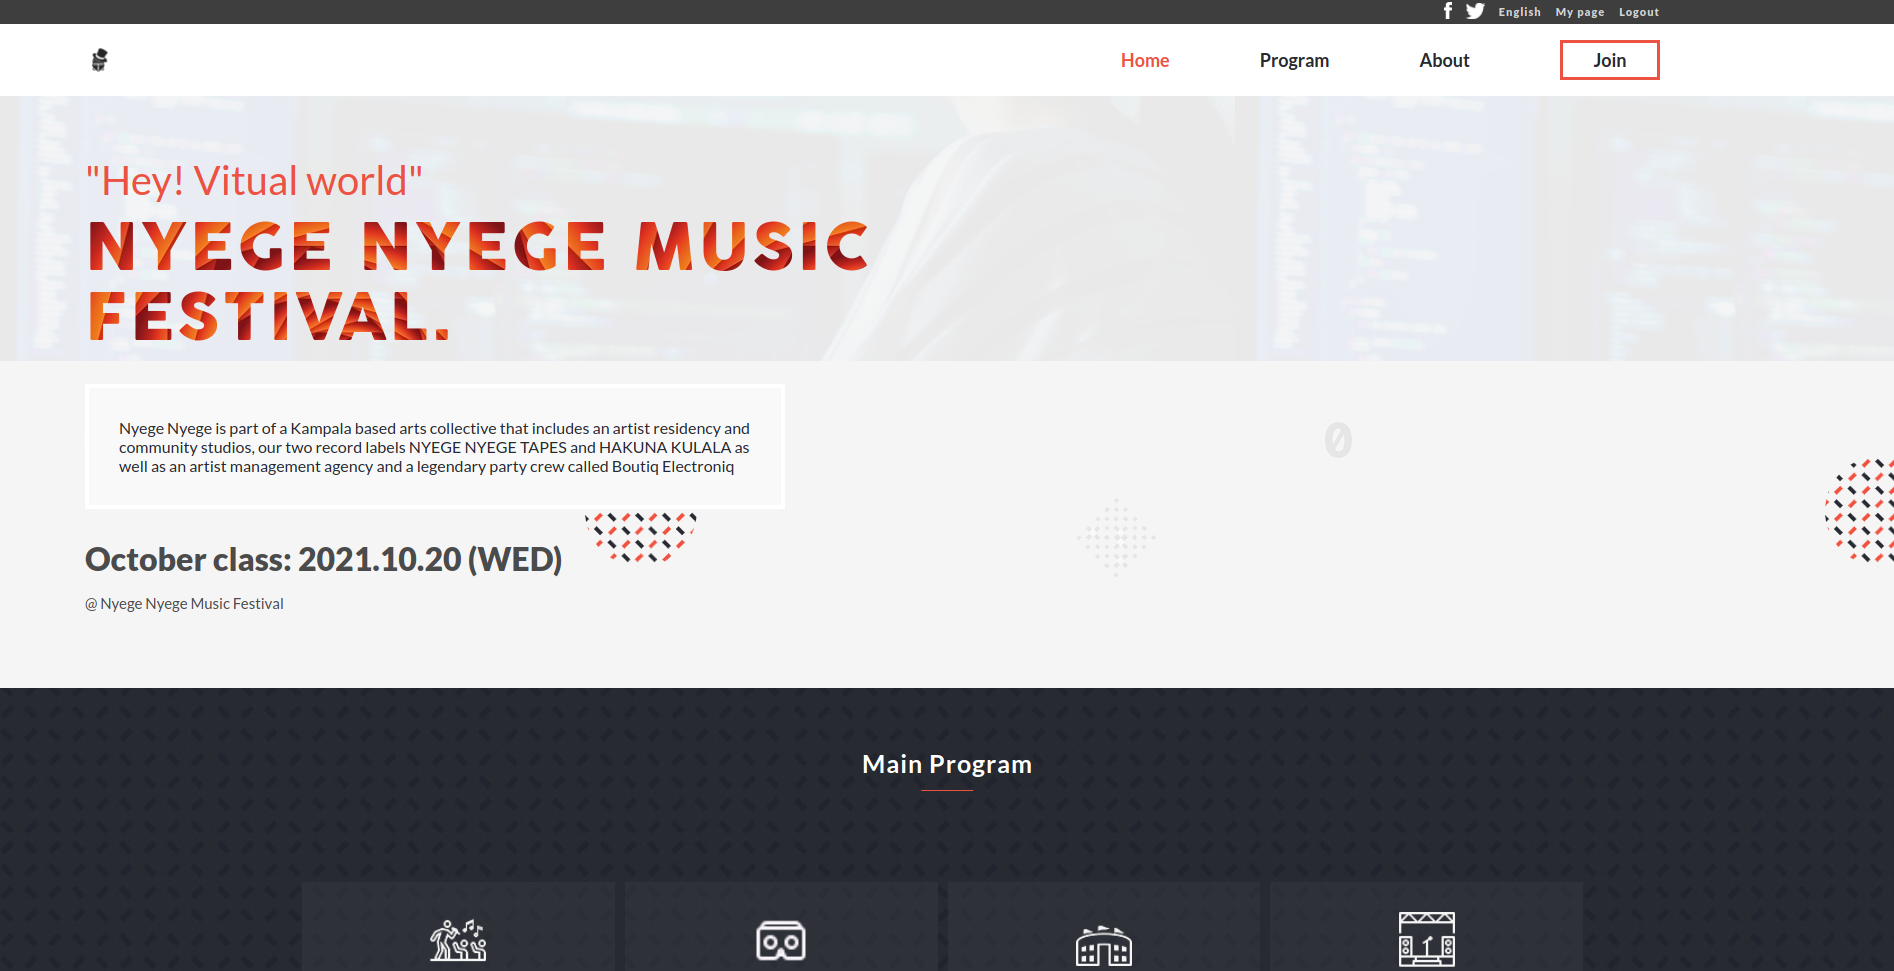 English My page Logout
Home Program About Join
"Hey! Vitual world"
NYEGE NYEGE MUSIC
FESTIVAL.
Nyege Nyege is part of a Kampala based arts collective that includes an artist residency and
community studios, our two record labels NYEGE NYEGE TAPES and HAKUNA KULALA as
well as an artist management agency and a legendary party crew called Boutiq Electroniq
0
October class: 2021.10.20 (WED)
@ Nyege Nyege Music Festival
Main Program